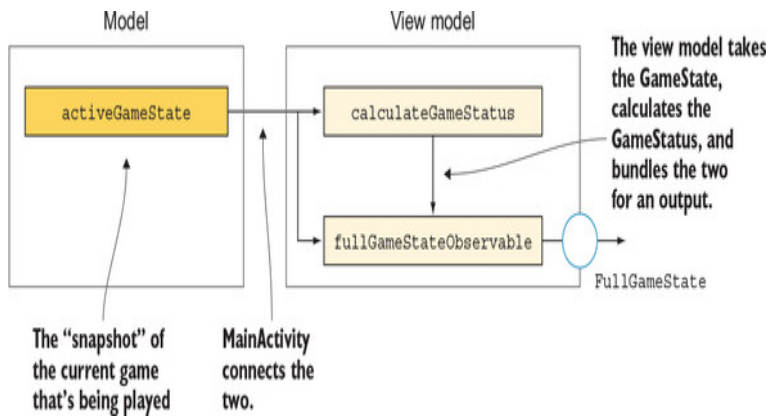 Model
View model
activeGameState
calculateGameStatus
fullGameStateObservable
FullGameState
The view model takes
the GameState,
calculates the
GameStatus, and
bundles the two
for an output.
The “snapshot” of
the current game
that’s being played
MainActivity
connects the
two.